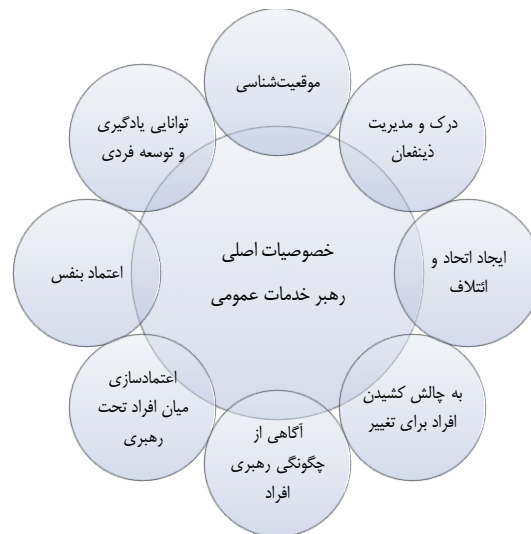 موقعیت‌شناسی
درک و مدیریت
ذینفعان
ایجاد اتحاد و
ائتلاف
به چالش کشیدن
افراد برای تغییر
آگاهی از
چگونگی رهبری
افراد
اعتمادسازی
میان افراد تحت
رهبری
اعتماد بنفس
توانایی یادگیری
و توسعه فردی
خصوصیات اصلی
رهبر خدمات عمومی